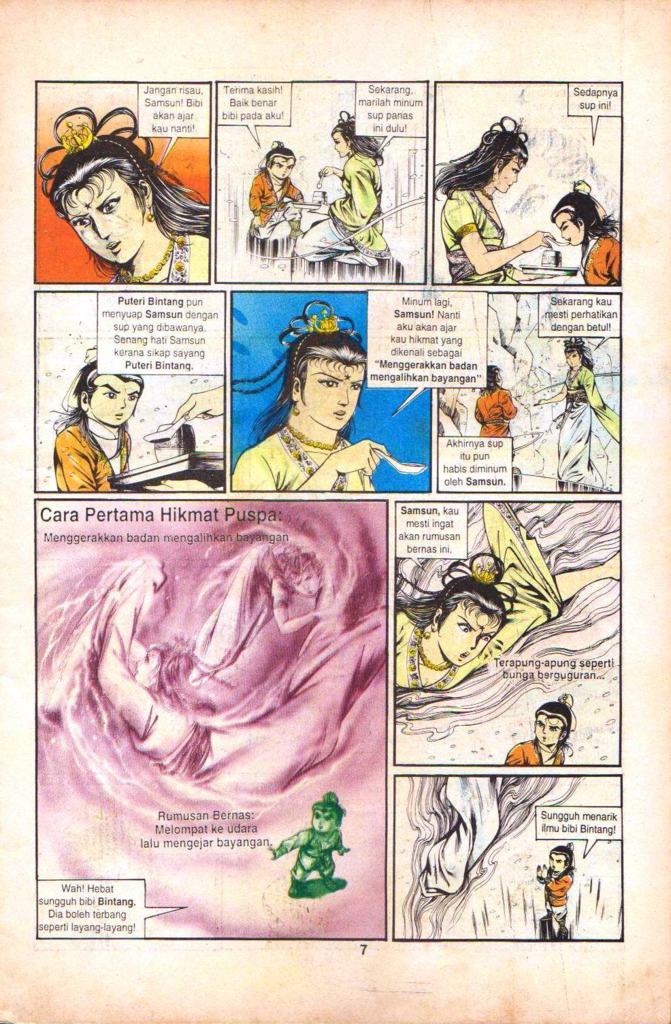 Jangan risau,
Samsun! Bibi
akan ajar
kau nanti!
Terima kasih!
Baik benar
bibi pada aku!
Sekarang,
marilah minum
sup panas
ini dulu!
Sedapnya
sup ini!
Puteri Bintang pun
menyuap Samsun dengan
sup yang dibawanya.
Senang hati Samsun
kerana sikap sayang
Puteri Bintang.
Minum lagi,
Samsun! Nanti
aku akan ajar
kau hikmat yang
dikenali sebagai
"Menggerakkan badan
mengalihkan bayangan"
Sekarang kau
mesti perhatikan
dengan betul!
Akhirnya sup
itu pun
habis diminum
oleh Samsun.
Cara Pertama Hikmat Puspa:
Menggerakkan badan mengalihkan bayangan
Rumusan Bernas:
Melompat ke udara
lalu mengejar bayangan.
Wah! Hebat
sungguh bibi Bintang.
Dia boleh terbang
seperti layang-layang!
Samsun, kau
mesti ingat
akan rumusan
bernas ini.
Terapung-apung seperti
bunga berguguran...
Sungguh menarik
ilmu bibi Bintang!
7